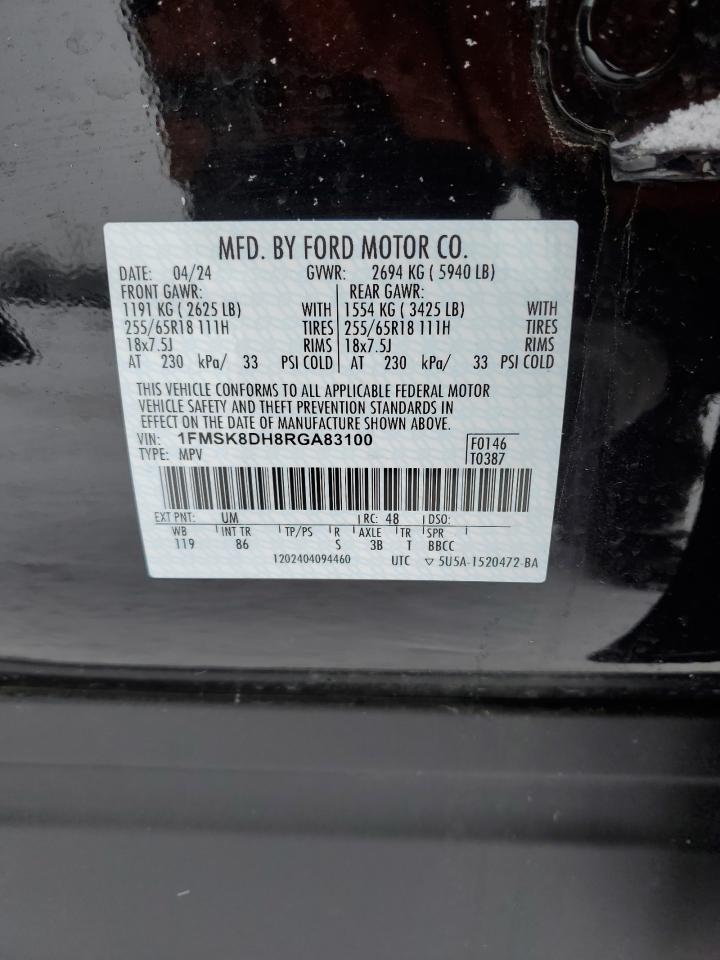 MFD. BY FORD MOTOR CO.
DATE: 04/24 GVWR: 2694 KG ( 5940 LB)
FRONT GAWR: REAR GAWR:
1191 KG ( 2625 LB) WITH 1554 KG ( 3425 LB) WITH
255/65R18 111H TIRES 255/65R18 111H TIRES
18x7.5J RIMS 18x7.5J RIMS
AT 230 kPa/ 33 PSI COLD AT 230 kPa/ 33 PSI COLD
THIS VEHICLE CONFORMS TO ALL APPLICABLE FEDERAL MOTOR
VEHICLE SAFETY AND THEFT PREVENTION STANDARDS IN
EFFECT ON THE DATE OF MANUFACTURE SHOWN ABOVE.
VIN: 1FMSK8DH8RGA83100 F0146
TYPE: MPV T0387
EXT PNT: UM RC: 48 DSO:
WB INT TR TP/PS R AXLE TR SPR
119 86 S 3B T BBCC
1202404094460 UTC ▽ 5U5A-1520472-BA